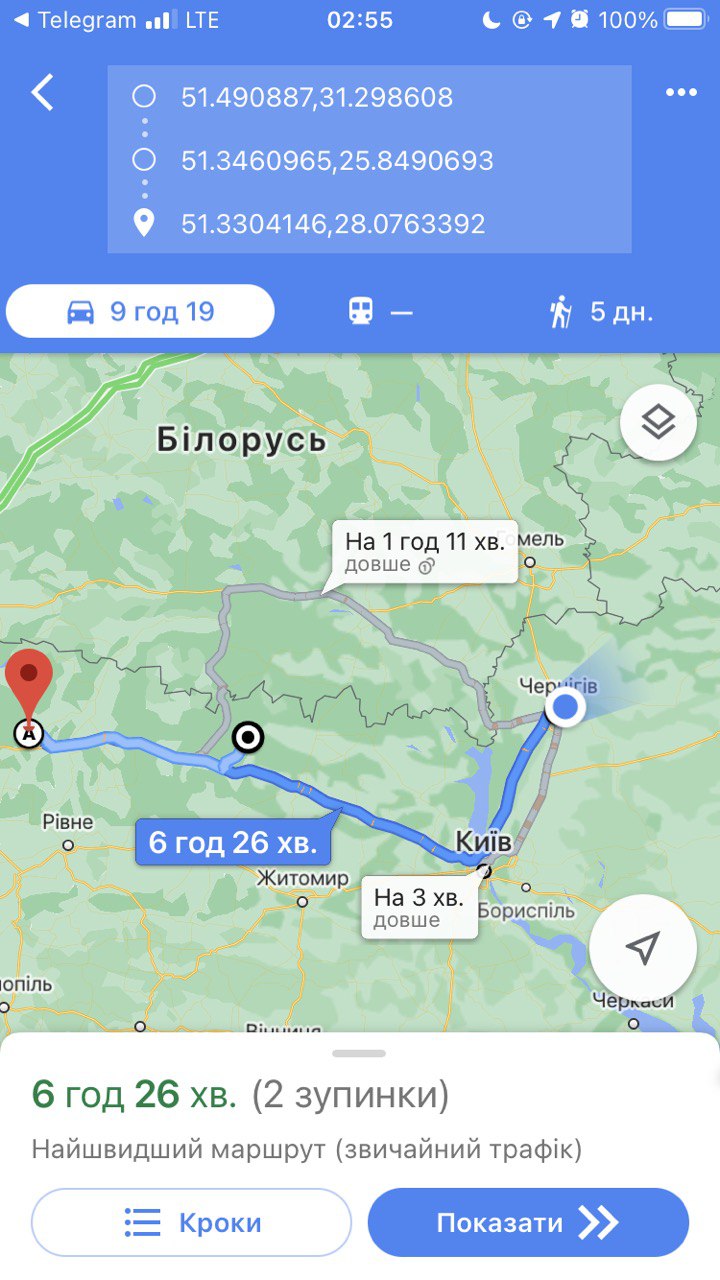 Telegram LTE 02:55 100%
51.490887,31.298608
51.3460965,25.8490693
51.3304146,28.0763392
9 год 19
—
5 дн.
Білорусь
На 1 год 11 хв.
довше
омель
Чернігів
A
Рівне
6 год 26 хв.
Київ
Житомир
На 3 хв.
довше
Бориспіль
нопіль
Черкаси
Вінниця
6 год 26 хв. (2 зупинки)
Найшвидший маршрут (звичайний трафік)
Кроки
Показати